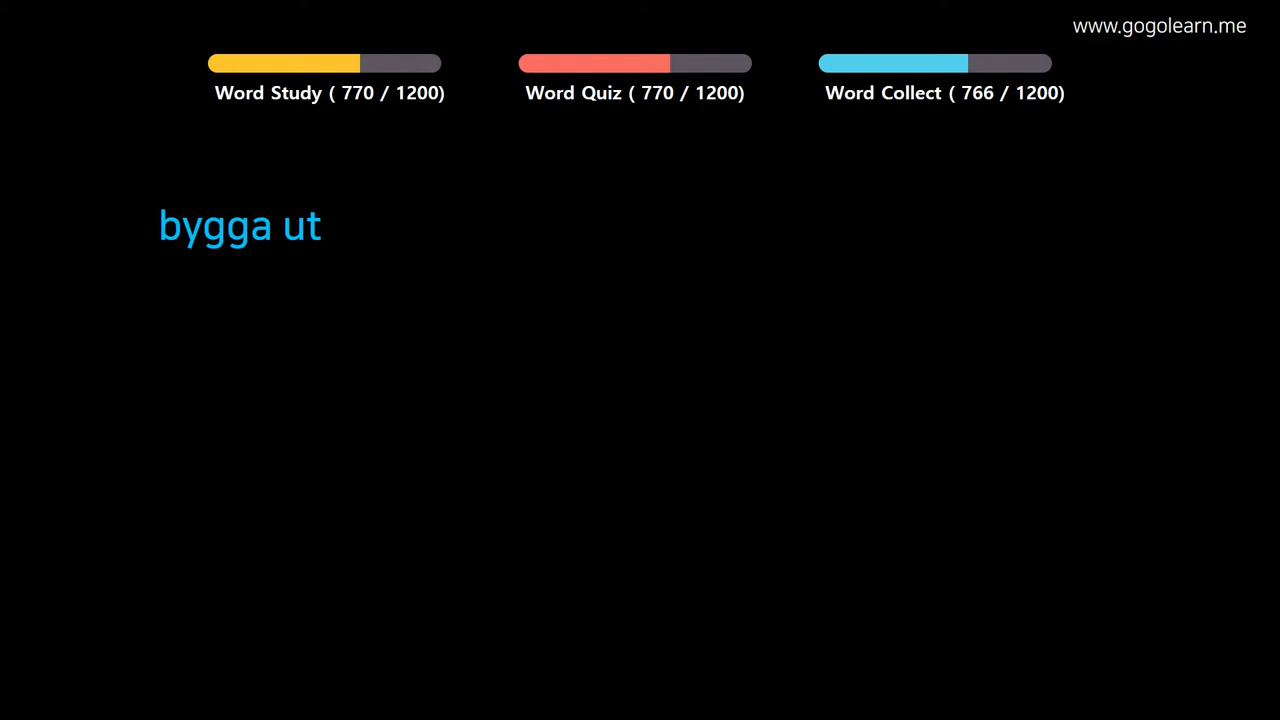 www.gogolearn.me
Word Study ( 770 / 1200)
Word Quiz ( 770 / 1200)
Word Collect ( 766 / 1200)
bygga ut